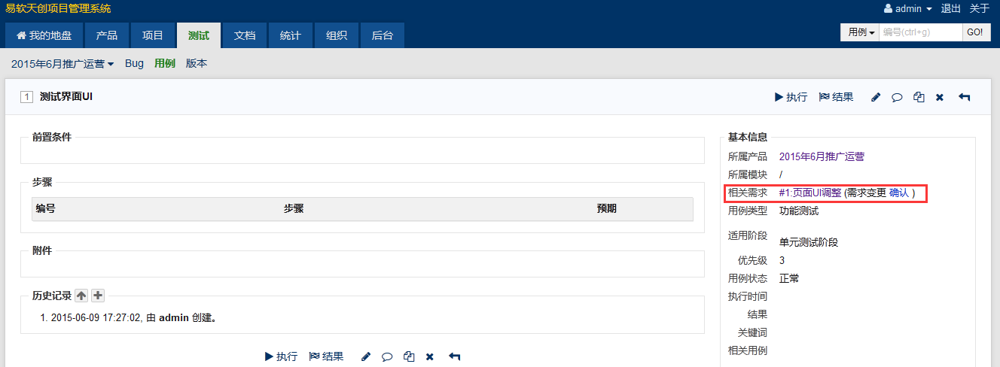 易软天创项目管理系统
admin 退出 关于
我的地盘 产品 项目 测试 文档 统计 组织 后台
用例 编号(ctrl+g) GO!
2015年6月推广运营 Bug 用例 版本
1 测试界面UI
执行 结果
前置条件
步骤
编号 步骤 预期
附件
历史记录
1. 2015-06-09 17:27:02, 由 admin 创建。
执行 结果
基本信息
所属产品 2015年6月推广运营
所属模块 /
相关需求 #1:页面UI调整 (需求变更 确认 )
用例类型 功能测试
适用阶段 单元测试阶段
优先级 3
用例状态 正常
执行时间
结果
关键词
相关用例